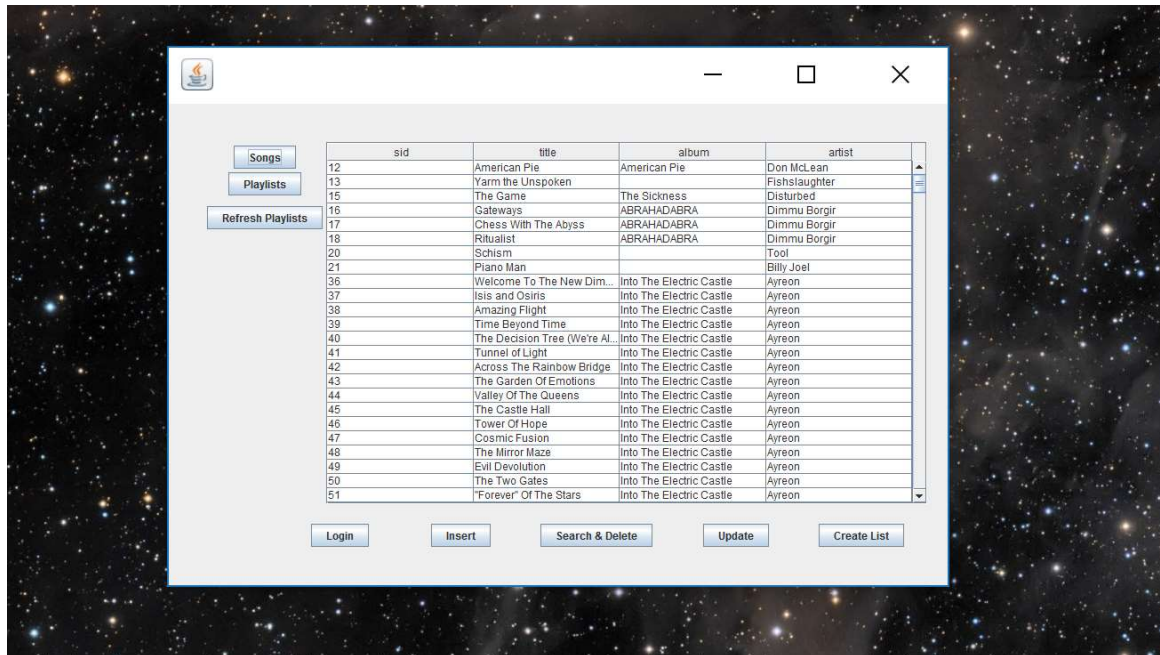 Songs
Playlists
Refresh Playlists
sid title album artist
12 American Pie American Pie Don McLean
13 Yarm the Unspoken Fishslaughter
15 The Game The Sickness Disturbed
16 Gateways ABRAHADABRA Dimmu Borgir
17 Chess With The Abyss ABRAHADABRA Dimmu Borgir
18 Ritualist ABRAHADABRA Dimmu Borgir
20 Schism Tool
21 Piano Man Billy Joel
36 Welcome To The New Dim... Into The Electric Castle Ayreon
37 Isis and Osiris Into The Electric Castle Ayreon
38 Amazing Flight Into The Electric Castle Ayreon
39 Time Beyond Time Into The Electric Castle Ayreon
40 The Decision Tree (We're Al... Into The Electric Castle Ayreon
41 Tunnel of Light Into The Electric Castle Ayreon
42 Across The Rainbow Bridge Into The Electric Castle Ayreon
43 The Garden Of Emotions Into The Electric Castle Ayreon
44 Valley Of The Queens Into The Electric Castle Ayreon
45 The Castle Hall Into The Electric Castle Ayreon
46 Tower Of Hope Into The Electric Castle Ayreon
47 Cosmic Fusion Into The Electric Castle Ayreon
48 The Mirror Maze Into The Electric Castle Ayreon
49 Evil Devolution Into The Electric Castle Ayreon
50 The Two Gates Into The Electric Castle Ayreon
51 "Forever" Of The Stars Into The Electric Castle Ayreon
Login Insert Search & Delete Update Create List